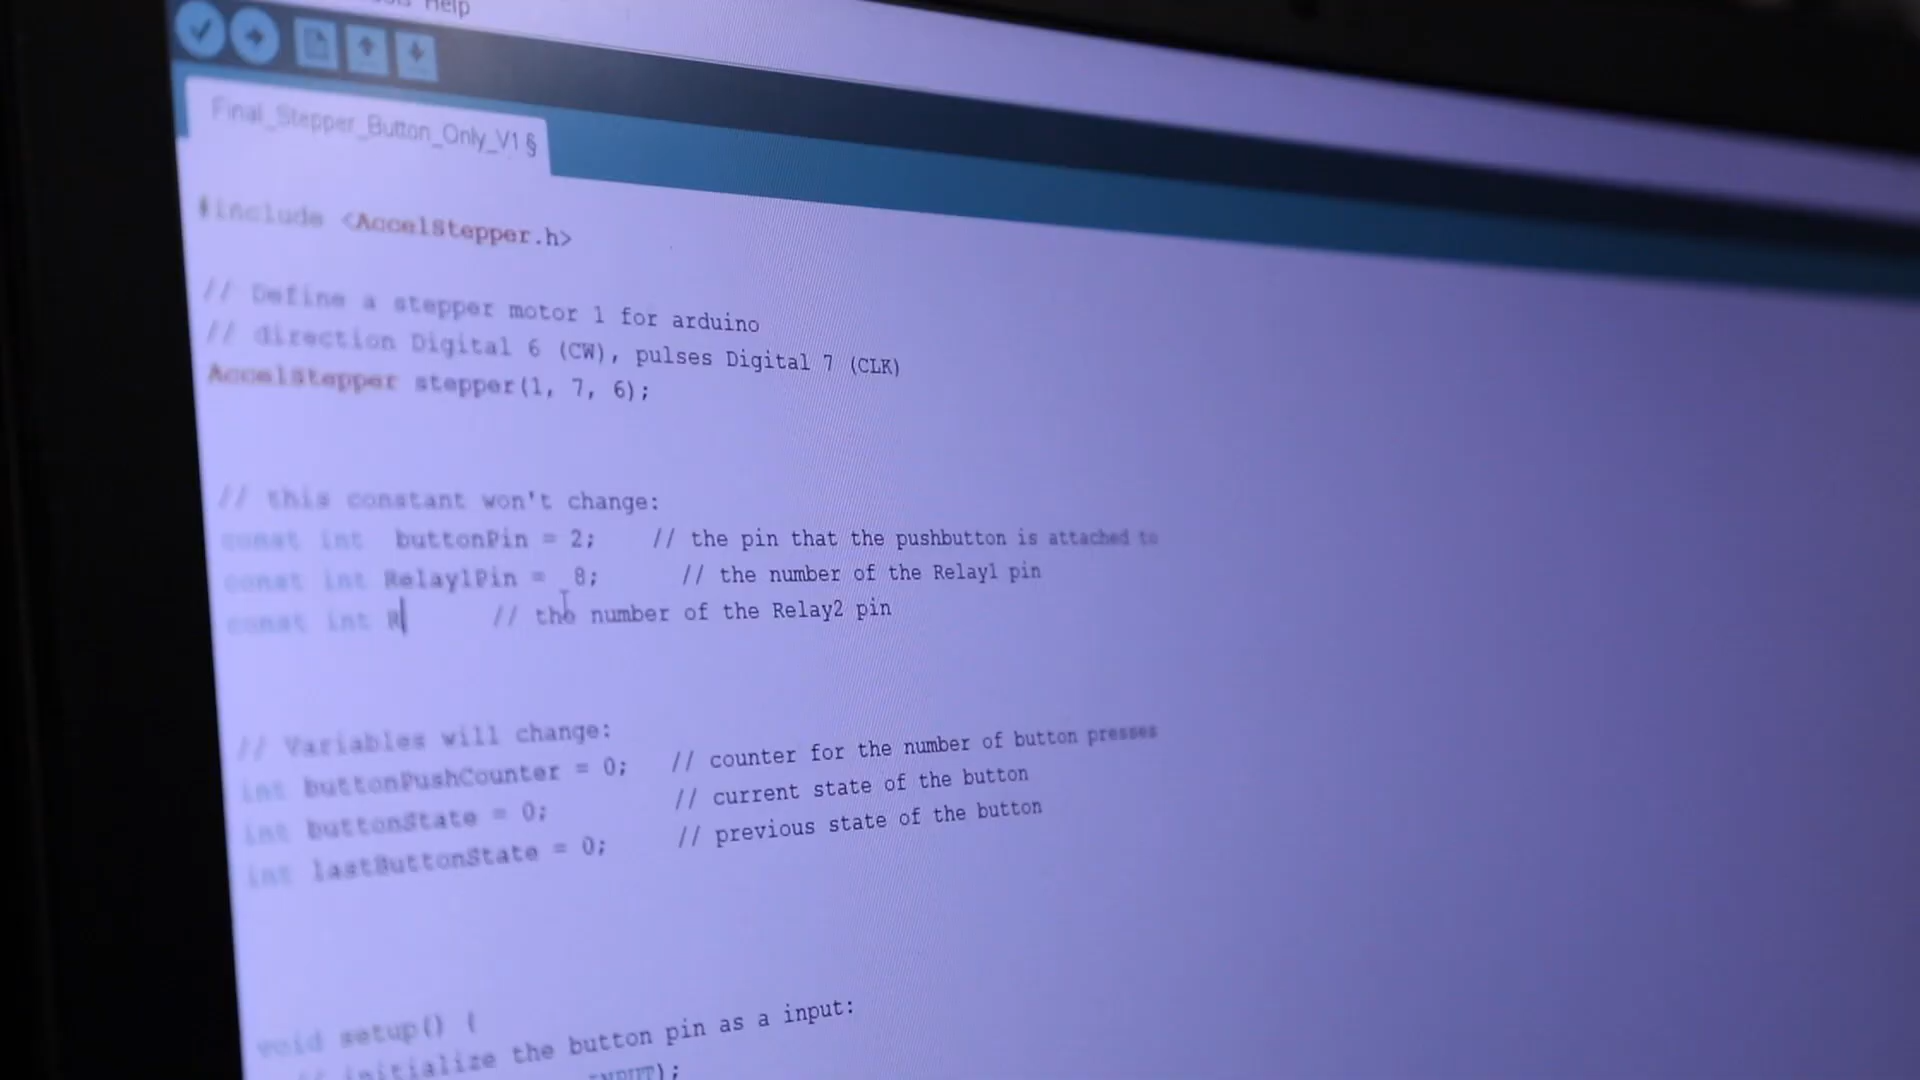 Help
Final_Stepper_Button_Only_V1 §
#include <AccelStepper.h>
// Define a stepper motor 1 for arduino
// direction Digital 6 (CW), pulses Digital 7 (CLK)
AccelStepper stepper(1, 7, 6);
// this constant won't change:
const int buttonPin = 2; // the pin that the pushbutton is attached to
const int Relay1Pin = 8; // the number of the Relay1 pin
const int R // the number of the Relay2 pin
// Variables will change:
int buttonPushCounter = 0; // counter for the number of button presses
int buttonState = 0; // current state of the button
int lastButtonState = 0; // previous state of the button
void setup() {
// initialize the button pin as a input:
INPUT);